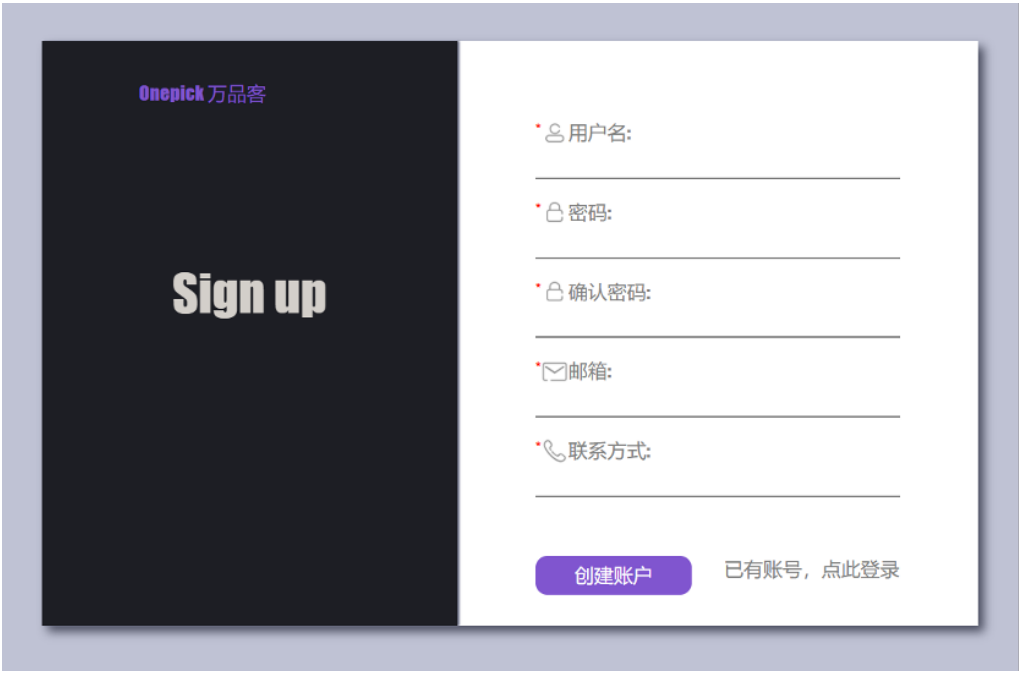 Onepick 万品客
Sign up
* 用户名:
* 密码:
* 确认密码:
* 邮箱:
* 联系方式:
创建账户
已有账号，点此登录